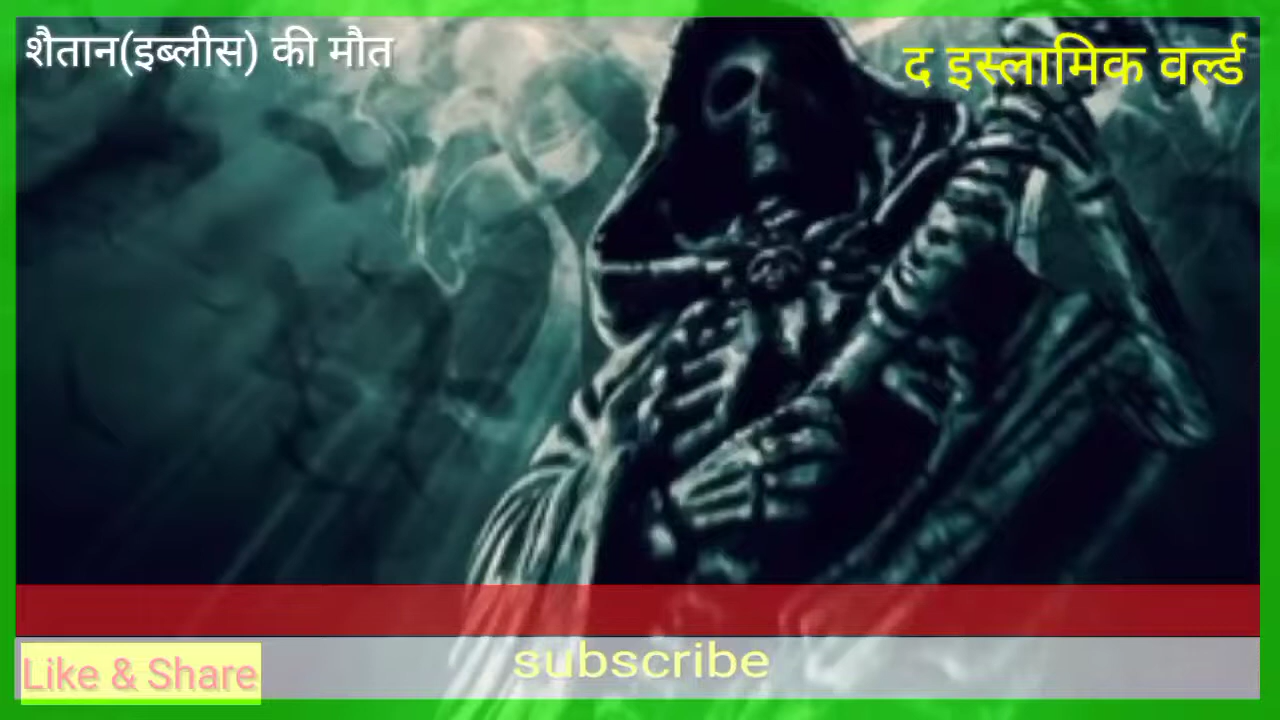 शैतान(इब्लीस) की मौत
द इस्लामिक वर्ल्ड
subscribe
Like & Share